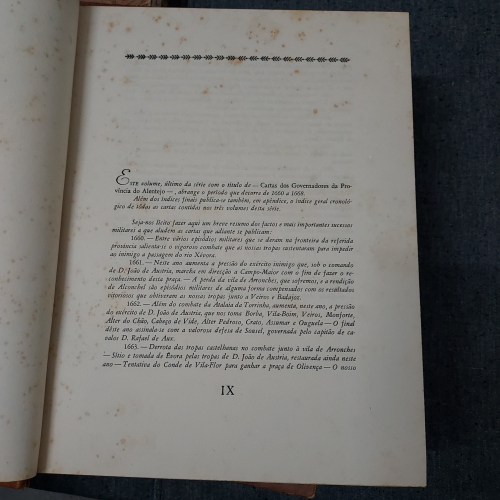 Este volume, último da série com o título de — Cartas dos Governadores da Pro-
víncia do Alentejo —, abrange o período que decorre de 1660 a 1668.
Além dos índices finais publica-se também, em apêndice, o índice geral cronoló-
gico de todas as cartas contidas nos três volumes desta série.
Seja-nos lícito fazer aqui um breve resumo dos factos e mais importantes sucessos
militares a que aludem as cartas que adiante se publicam:
1660. — Entre vários episódios militares que se deram na fronteira da referida
província salientar-se o vigoroso combate que as nossas tropas sustentaram para impedir
ao inimigo a passagem do rio Xévora.
1661. — Neste ano aumenta a pressão do exército inimigo que, sob o comando
de D. João de Áustria, marcha em direcção a Campo-Maior com o fim de fazer o re-
conhecimento desta praça. — A perda da vila de Arronches, que sofremos, e a rendição
de Alconchel são episódios militares de alguma forma compensados com os resultados
vitoriosos que obtiveram as nossas tropas junto a Veiros e Badajoz.
1662. — Além do combate da Atalaia da Torrinha, aumenta, neste ano, a pressão
do exército de D. João de Áustria, que nos toma Borba, Vila-Boim, Veiros, Monforte,
Alter do Chão, Cabeço de Vide, Alter Pedroso, Crato, Assumar e Ouguela — O final
dêste ano assinala-se com a valorosa defesa de Sousel, governada pelo capitão de ca-
valos D. Rafael de Aux.
1663. — Derrota das tropas castelhanas no combate junto à vila de Arronches
— Sítio e tomada de Évora pelas tropas de D. João de Áustria, restaurada ainda neste
ano — Tentativa do Conde de Vila-Flor para ganhar a praça de Olivença — O nosso
IX